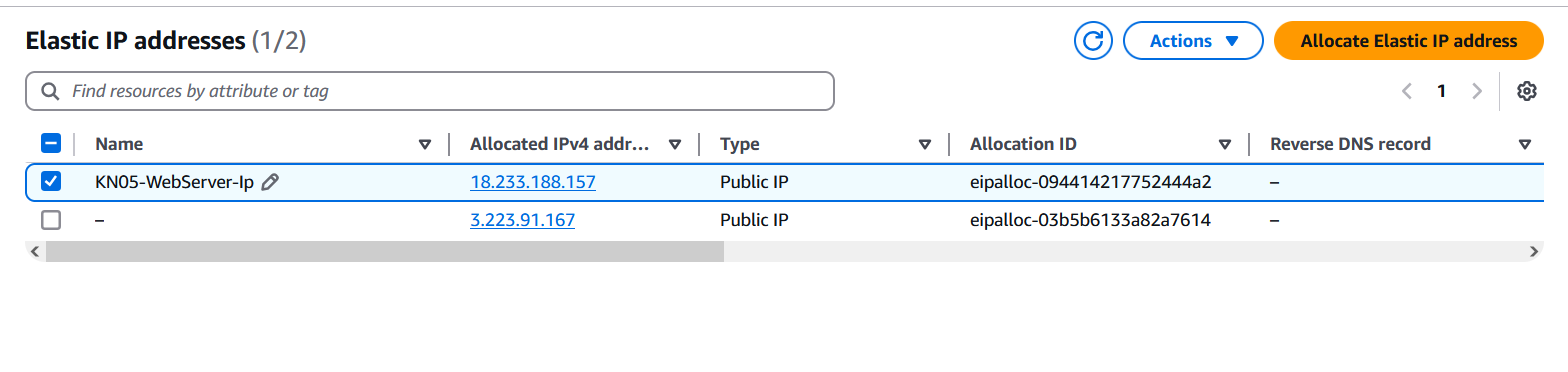 Elastic IP addresses (1/2)
Actions
Allocate Elastic IP address
Find resources by attribute or tag
1
Name Allocated IPv4 addr... Type Allocation ID Reverse DNS record
KN05-WebServer-Ip 18.233.188.157 Public IP eipalloc-094414217752444a2 –
– 3.223.91.167 Public IP eipalloc-03b5b6133a82a7614 –